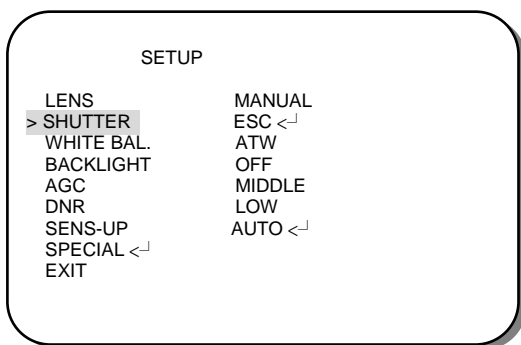 SETUP
LENS MANUAL
> SHUTTER ESC <┘
WHITE BAL. ATW
BACKLIGHT OFF
AGC MIDDLE
DNR LOW
SENS-UP AUTO <┘
SPECIAL <┘
EXIT